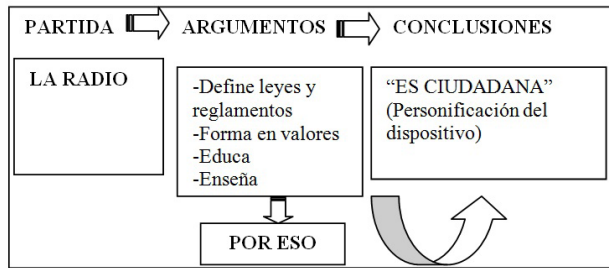 PARTIDA ARGUMENTOS CONCLUSIONES
LA RADIO
-Define leyes y
reglamentos
-Forma en valores
-Educa
-Enseña
“ES CIUDADANA”
(Personificación del
dispositivo)
POR ESO